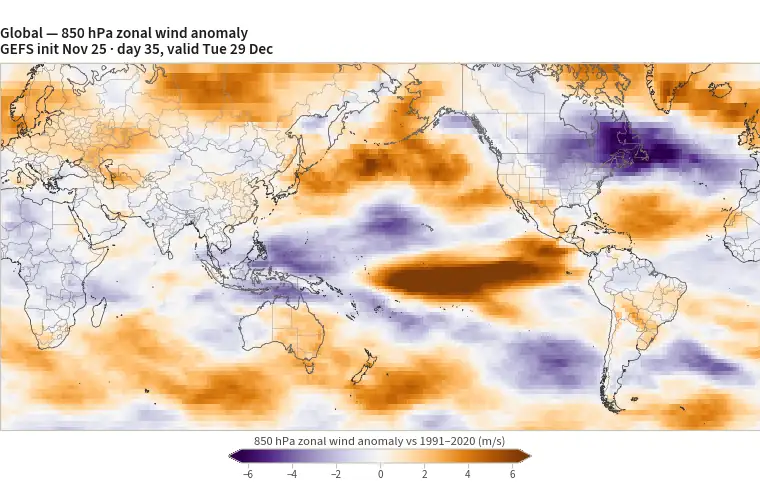 Global — 850 hPa zonal wind anomaly
GEFS init Nov 25 · day 35, valid Tue 29 Dec
850 hPa zonal wind anomaly vs 1991–2020 (m/s)
−6 −4 −2 0 2 4 6